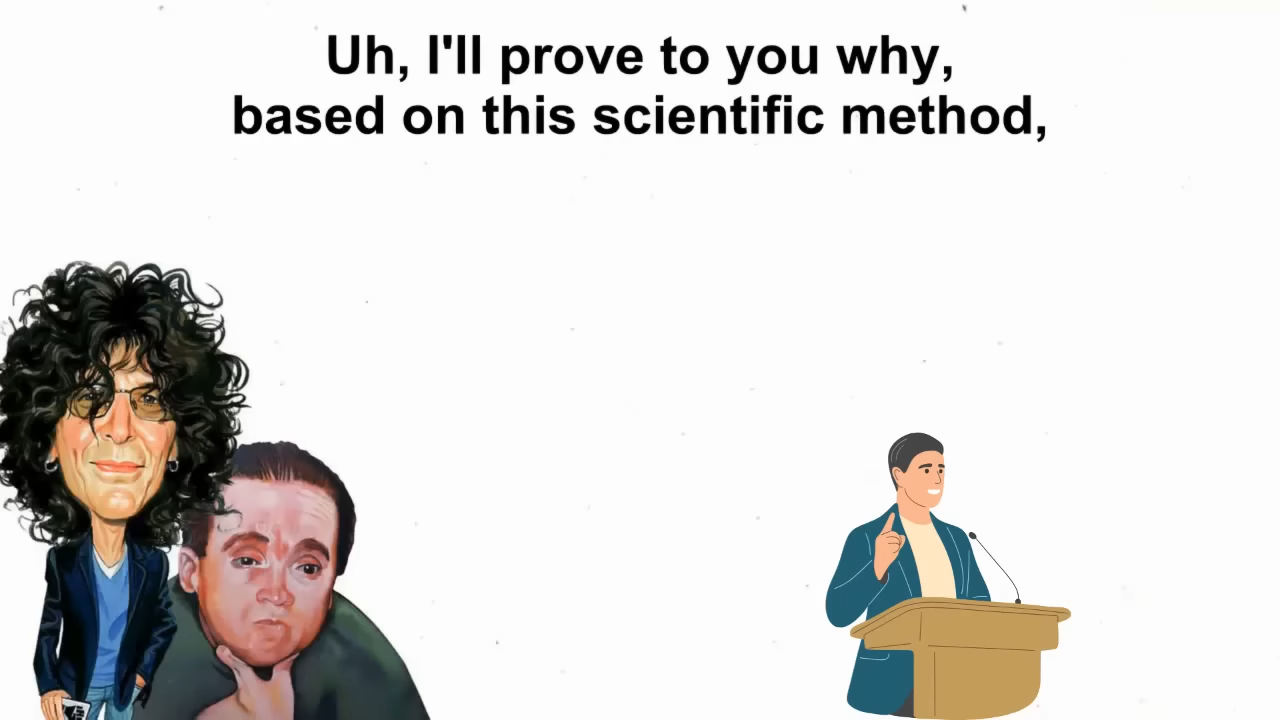 Uh, I'll prove to you why,
based on this scientific method,